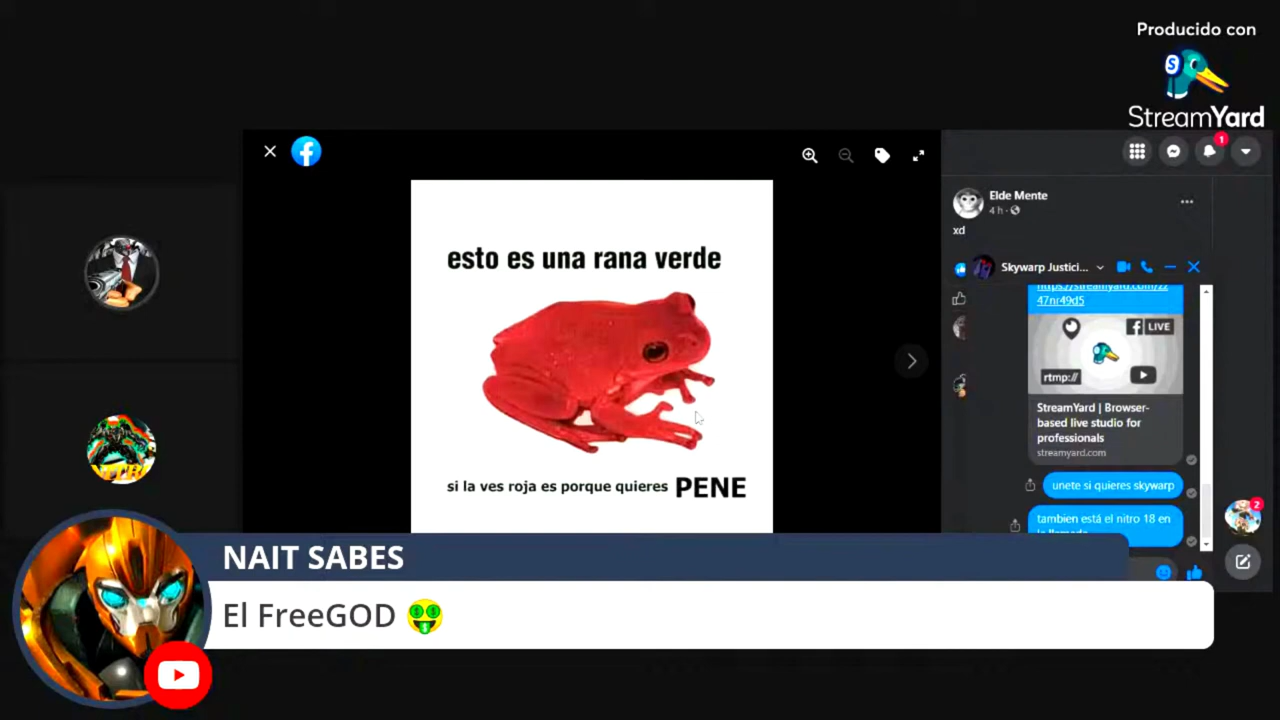 Producido con
StreamYard
Elde Mente
4 h
xd
Skywarp Justici...
47nr49d5
LIVE
rtmp://
StreamYard | Browser-
based live studio for
professionals
streamyard.com
unete si quieres skywarp
tambien está el nitro 18 en
esto es una rana verde
si la ves roja es porque quieres PENE
NAIT SABES
El FreeGOD